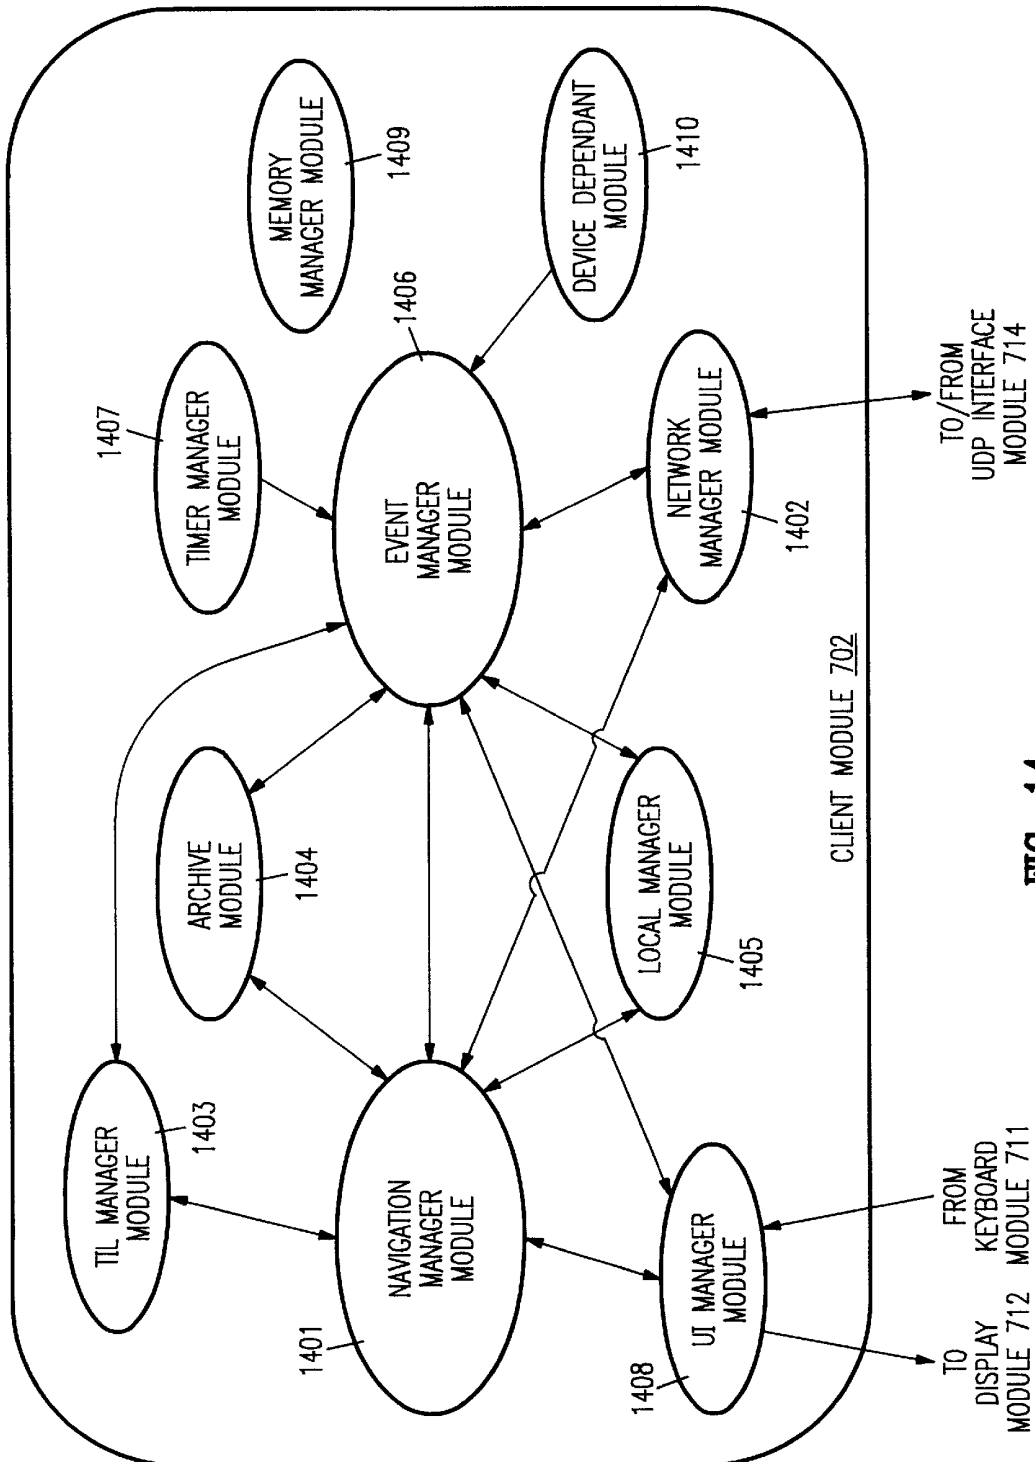 TIL MANAGER
MODULE
1403
ARCHIVE
MODULE
1404
TIMER MANAGER
MODULE
1407
MEMORY
MANAGER MODULE
1409
NAVIGATION
MANAGER
MODULE
1401
EVENT
MANAGER
MODULE
1406
UI MANAGER
MODULE
1408
LOCAL MANAGER
MODULE
1405
NETWORK
MANAGER MODULE
1402
DEVICE DEPENDANT
MODULE
1410
CLIENT MODULE 702
TO
DISPLAY
MODULE 712
FROM
KEYBOARD
MODULE 711
TO/FROM
UDP INTERFACE
MODULE 714